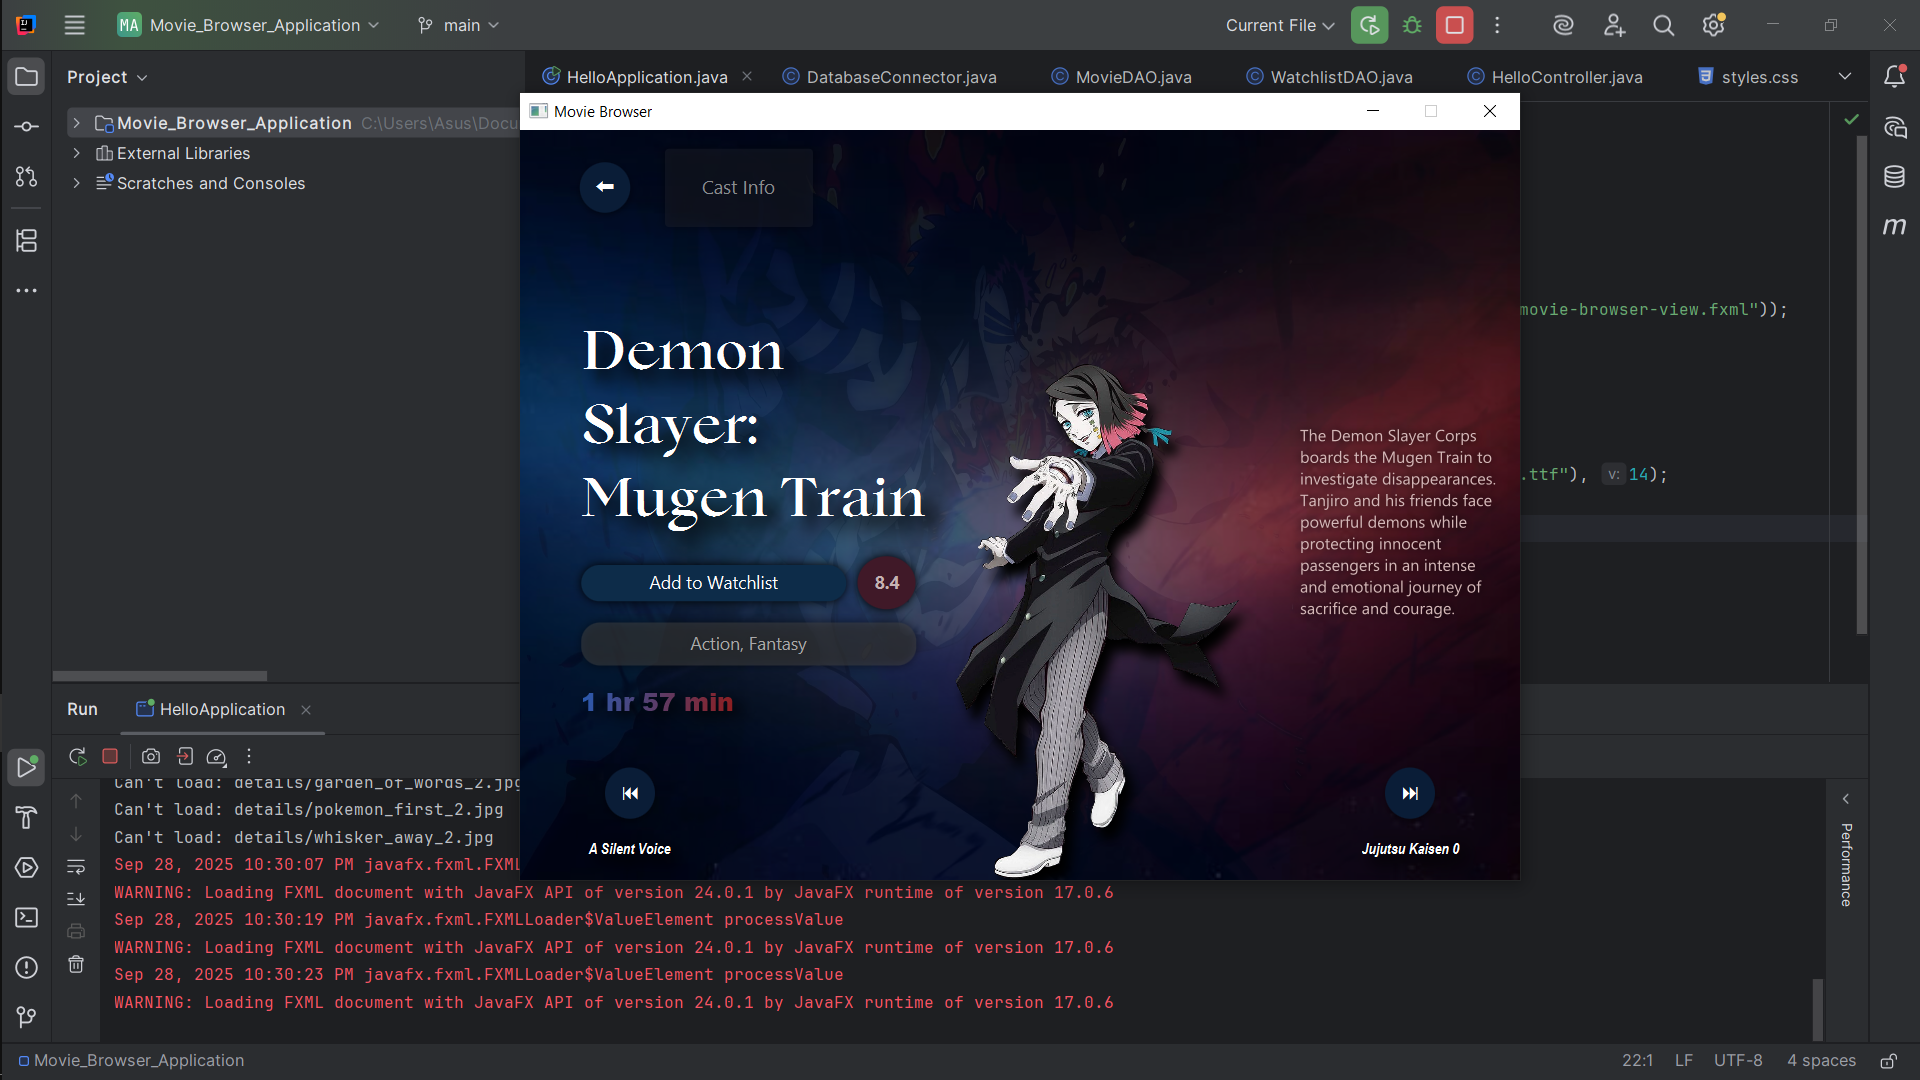 MA Movie_Browser_Application main Current File
Project
HelloApplication.java DatabaseConnector.java MovieDAO.java WatchlistDAO.java HelloController.java styles.css
Movie_Browser_Application C:\Users\Asus\Docu
External Libraries
Scratches and Consoles
Movie Browser
Cast Info
Demon
Slayer:
Mugen Train
Add to Watchlist 8.4
Action, Fantasy
1 hr 57 min
The Demon Slayer Corps
boards the Mugen Train to
investigate disappearances.
Tanjiro and his friends face
powerful demons while
protecting innocent
passengers in an intense
and emotional journey of
sacrifice and courage.
A Silent Voice
Jujutsu Kaisen 0
movie-browser-view.fxml"));
.ttf"), v: 14);
m
Run HelloApplication
Can't load: details/garden_of_words_2.jpg
Can't load: details/pokemon_first_2.jpg
Can't load: details/whisker_away_2.jpg
Sep 28, 2025 10:30:07 PM javafx.fxml.FXML
WARNING: Loading FXML document with JavaFX API of version 24.0.1 by JavaFX runtime of version 17.0.6
Sep 28, 2025 10:30:19 PM javafx.fxml.FXMLLoader$ValueElement processValue
WARNING: Loading FXML document with JavaFX API of version 24.0.1 by JavaFX runtime of version 17.0.6
Sep 28, 2025 10:30:23 PM javafx.fxml.FXMLLoader$ValueElement processValue
WARNING: Loading FXML document with JavaFX API of version 24.0.1 by JavaFX runtime of version 17.0.6
Performance
Movie_Browser_Application
22:1 LF UTF-8 4 spaces